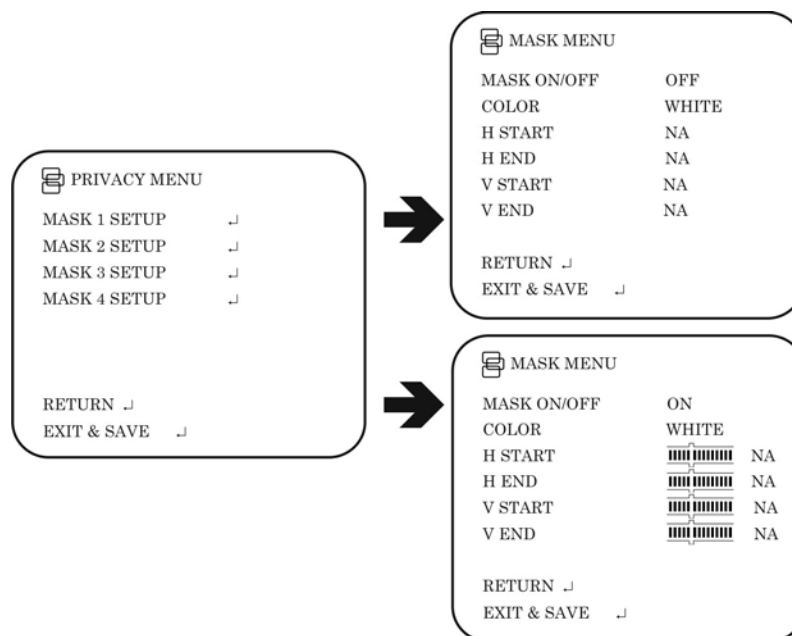 PRIVACY MENU
MASK 1 SETUP ↵
MASK 2 SETUP ↵
MASK 3 SETUP ↵
MASK 4 SETUP ↵
RETURN ↵
EXIT & SAVE ↵
MASK MENU
MASK ON/OFF OFF
COLOR WHITE
H START NA
H END NA
V START NA
V END NA
RETURN ↵
EXIT & SAVE ↵
MASK MENU
MASK ON/OFF ON
COLOR WHITE
H START NA
H END NA
V START NA
V END NA
RETURN ↵
EXIT & SAVE ↵